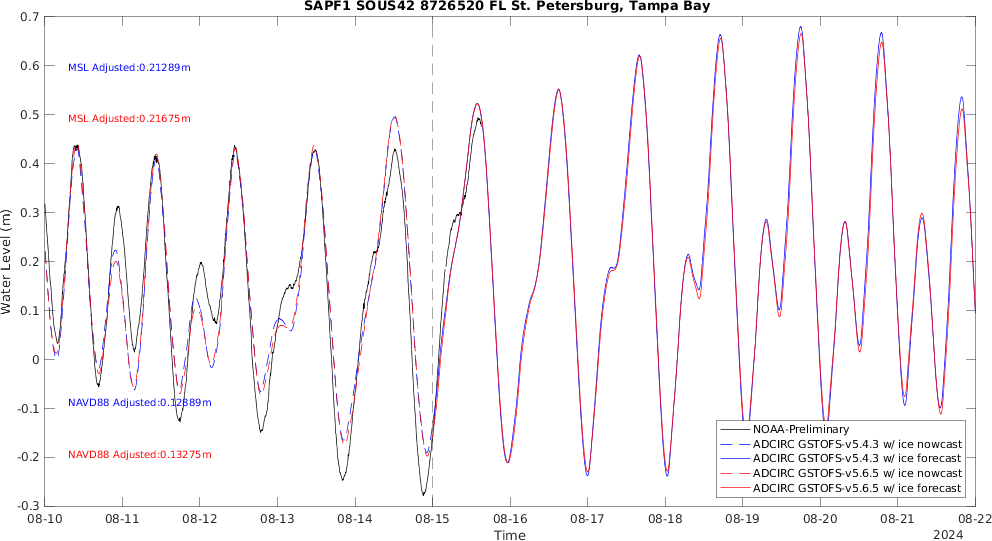 SAPF1 SOUS42 8726520 FL St. Petersburg, Tampa Bay
0.7
0.6
0.5
0.4
0.3
0.2
0.1
0
-0.1
-0.2
-0.3
Water Level (m)
MSL Adjusted:0.21289m
MSL Adjusted:0.21675m
NAVD88 Adjusted:0.12889m
NAVD88 Adjusted:0.13275m
NOAA-Preliminary
ADCIRC GSTOFS-v5.4.3 w/ ice nowcast
ADCIRC GSTOFS-v5.4.3 w/ ice forecast
ADCIRC GSTOFS-v5.6.5 w/ ice nowcast
ADCIRC GSTOFS-v5.6.5 w/ ice forecast
08-10 08-11 08-12 08-13 08-14 08-15 08-16 08-17 08-18 08-19 08-20 08-21 08-22
Time
2024